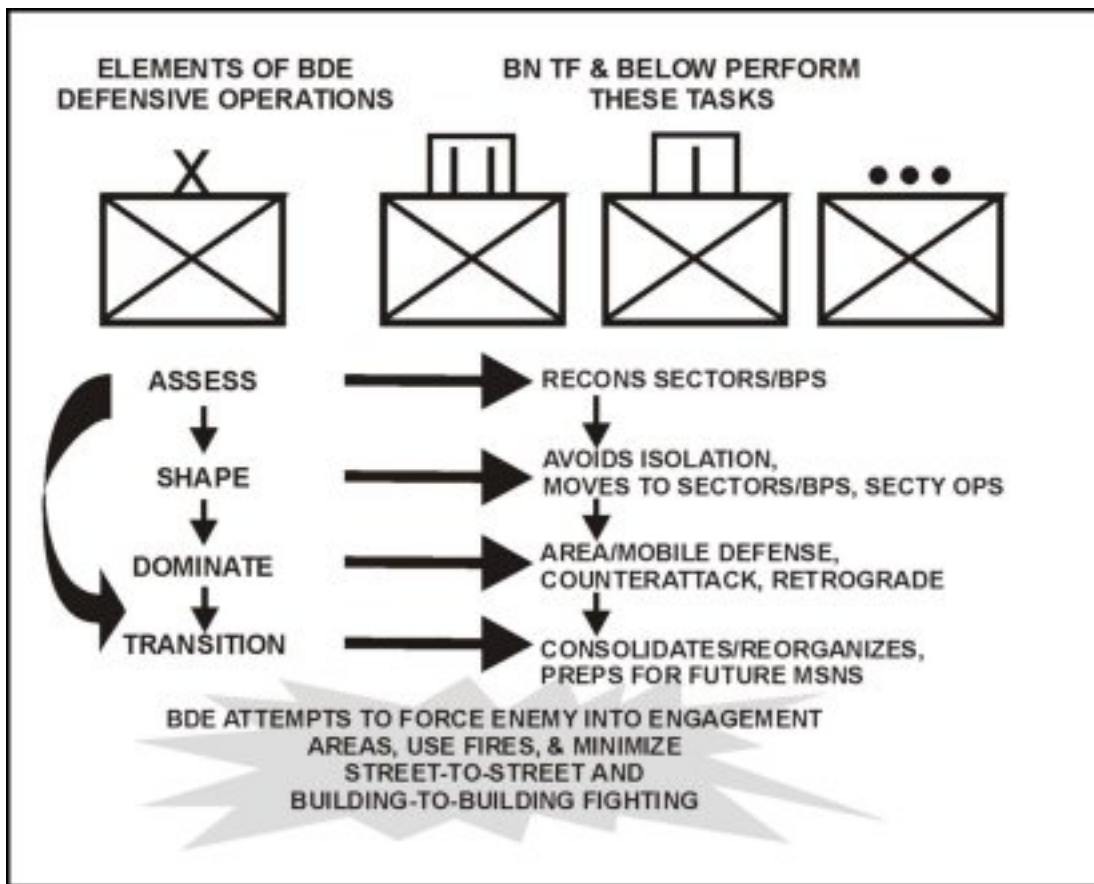 ELEMENTS OF BDE
DEFENSIVE OPERATIONS
BN TF & BELOW PERFORM
THESE TASKS
X
ASSESS
RECONS SECTORS/BPS
SHAPE
AVOIDS ISOLATION,
MOVES TO SECTORS/BPS, SECTY OPS
DOMINATE
AREA/MOBILE DEFENSE,
COUNTERATTACK, RETROGRADE
TRANSITION
CONSOLIDATES/REORGANIZES,
PREPS FOR FUTURE MSNS
BDE ATTEMPTS TO FORCE ENEMY INTO ENGAGEMENT
AREAS, USE FIRES, & MINIMIZE
STREET-TO-STREET AND
BUILDING-TO-BUILDING FIGHTING